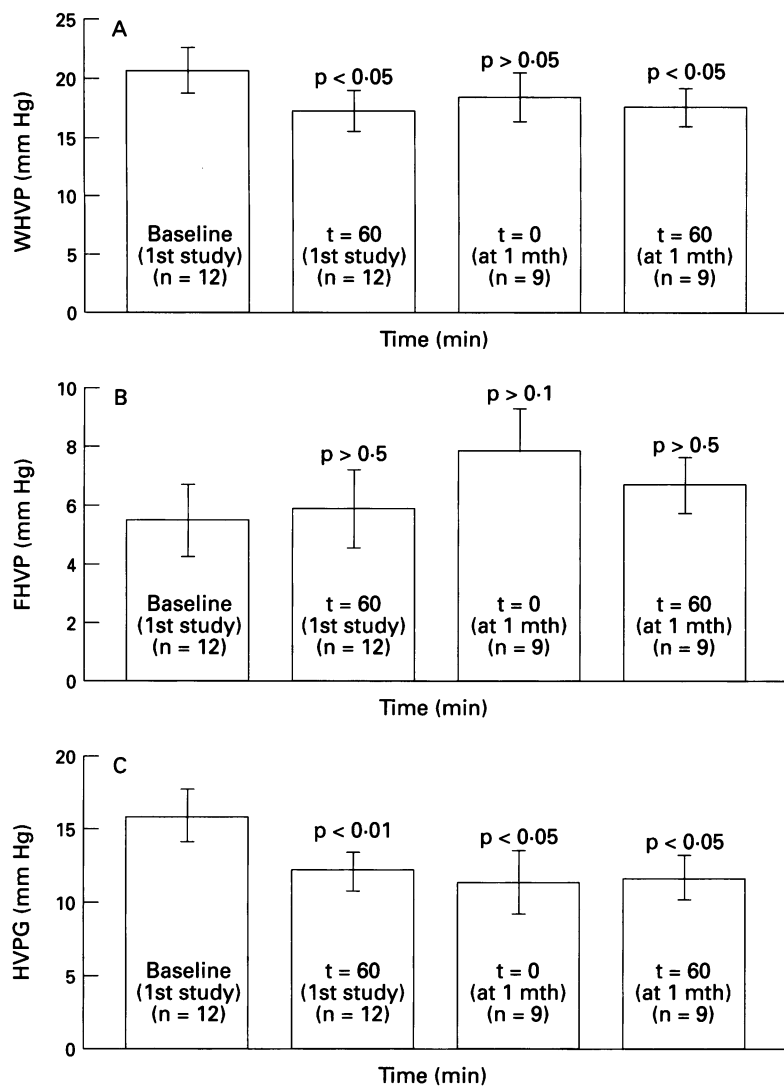 A
WHVP (mm Hg)
25
20
15
10
5
0
p < 0·05
p > 0·05
p < 0·05
Baseline
(1st study)
(n = 12)
t = 60
(1st study)
(n = 12)
t = 0
(at 1 mth)
(n = 9)
t = 60
(at 1 mth)
(n = 9)
Time (min)
B
FHVP (mm Hg)
10
8
6
4
2
0
p > 0·5
p > 0·1
p > 0·5
Baseline
(1st study)
(n = 12)
t = 60
(1st study)
(n = 12)
t = 0
(at 1 mth)
(n = 9)
t = 60
(at 1 mth)
(n = 9)
Time (min)
C
HVPG (mm Hg)
20
15
10
5
0
p < 0·01
p < 0·05
p < 0·05
Baseline
(1st study)
(n = 12)
t = 60
(1st study)
(n = 12)
t = 0
(at 1 mth)
(n = 9)
t = 60
(at 1 mth)
(n = 9)
Time (min)